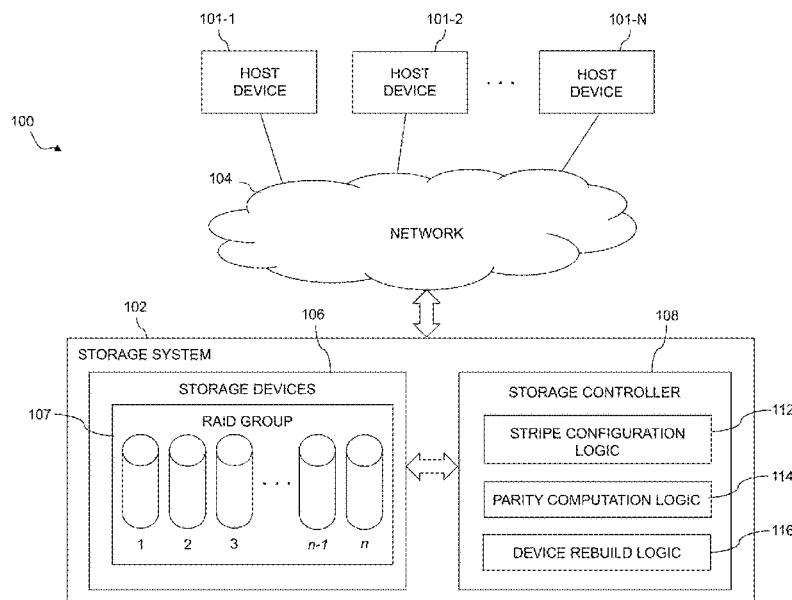 101-1
101-2
101-N
HOST
DEVICE
HOST
DEVICE
. . .
HOST
DEVICE
100
104
NETWORK
102
106
108
STORAGE SYSTEM
STORAGE DEVICES
STORAGE CONTROLLER
107
RAID GROUP
. . .
1 2 3 n-1 n
STRIPE CONFIGURATION
LOGIC
112
PARITY COMPUTATION LOGIC
114
DEVICE REBUILD LOGIC
116